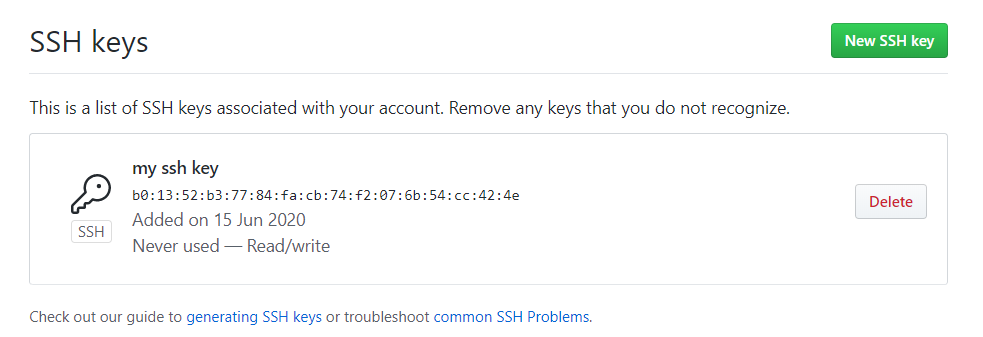 SSH keys
New SSH key
This is a list of SSH keys associated with your account. Remove any keys that you do not recognize.
my ssh key
b0:13:52:b3:77:84:fa:cb:74:f2:07:6b:54:cc:42:4e
SSH
Added on 15 Jun 2020
Never used — Read/write
Delete
Check out our guide to generating SSH keys or troubleshoot common SSH Problems.